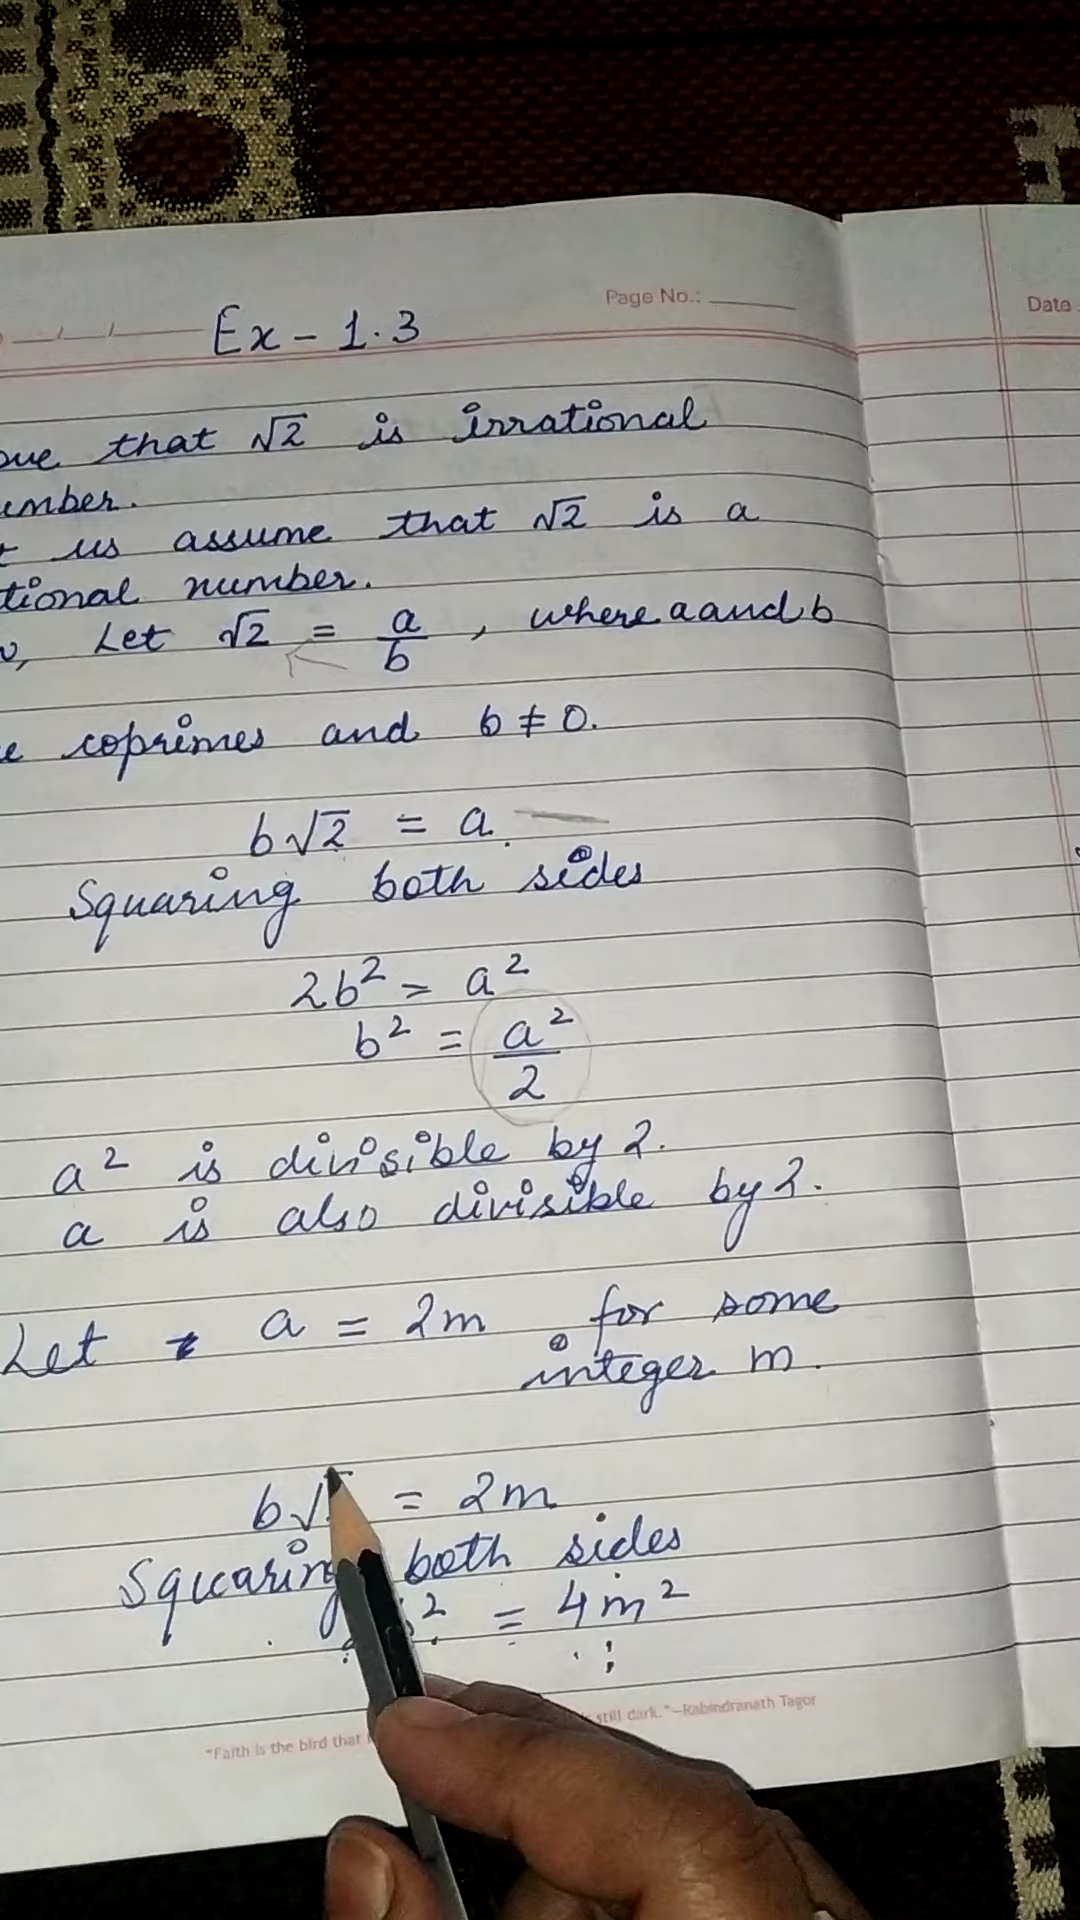 Page No.:
Date
Ex - 1.3
that √2 is irrational
number.
us assume that √2 is a
number.
Let √2 = a/b , where a and b
coprimes and b ≠ 0.
b√2 = a
Squaring both sides
2b² = a²
b² = a²/2
a² is divisible by 2.
a is also divisible by 2.
Let a = 2m for some
integer m.
b√ = 2m
Squaring both sides
² = 4m²
"Faith is the bird that
still dark."—Rabindranath Tagor